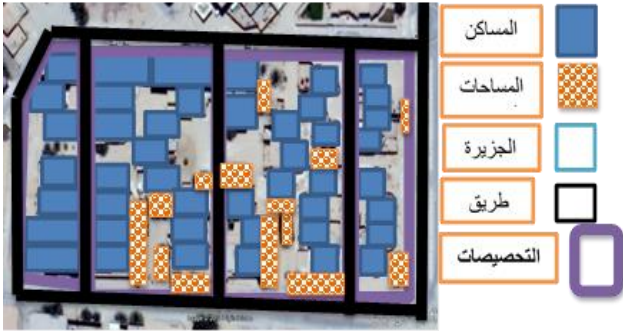 المساكن
المساحات
الجزيرة
طريق
التحصيصات